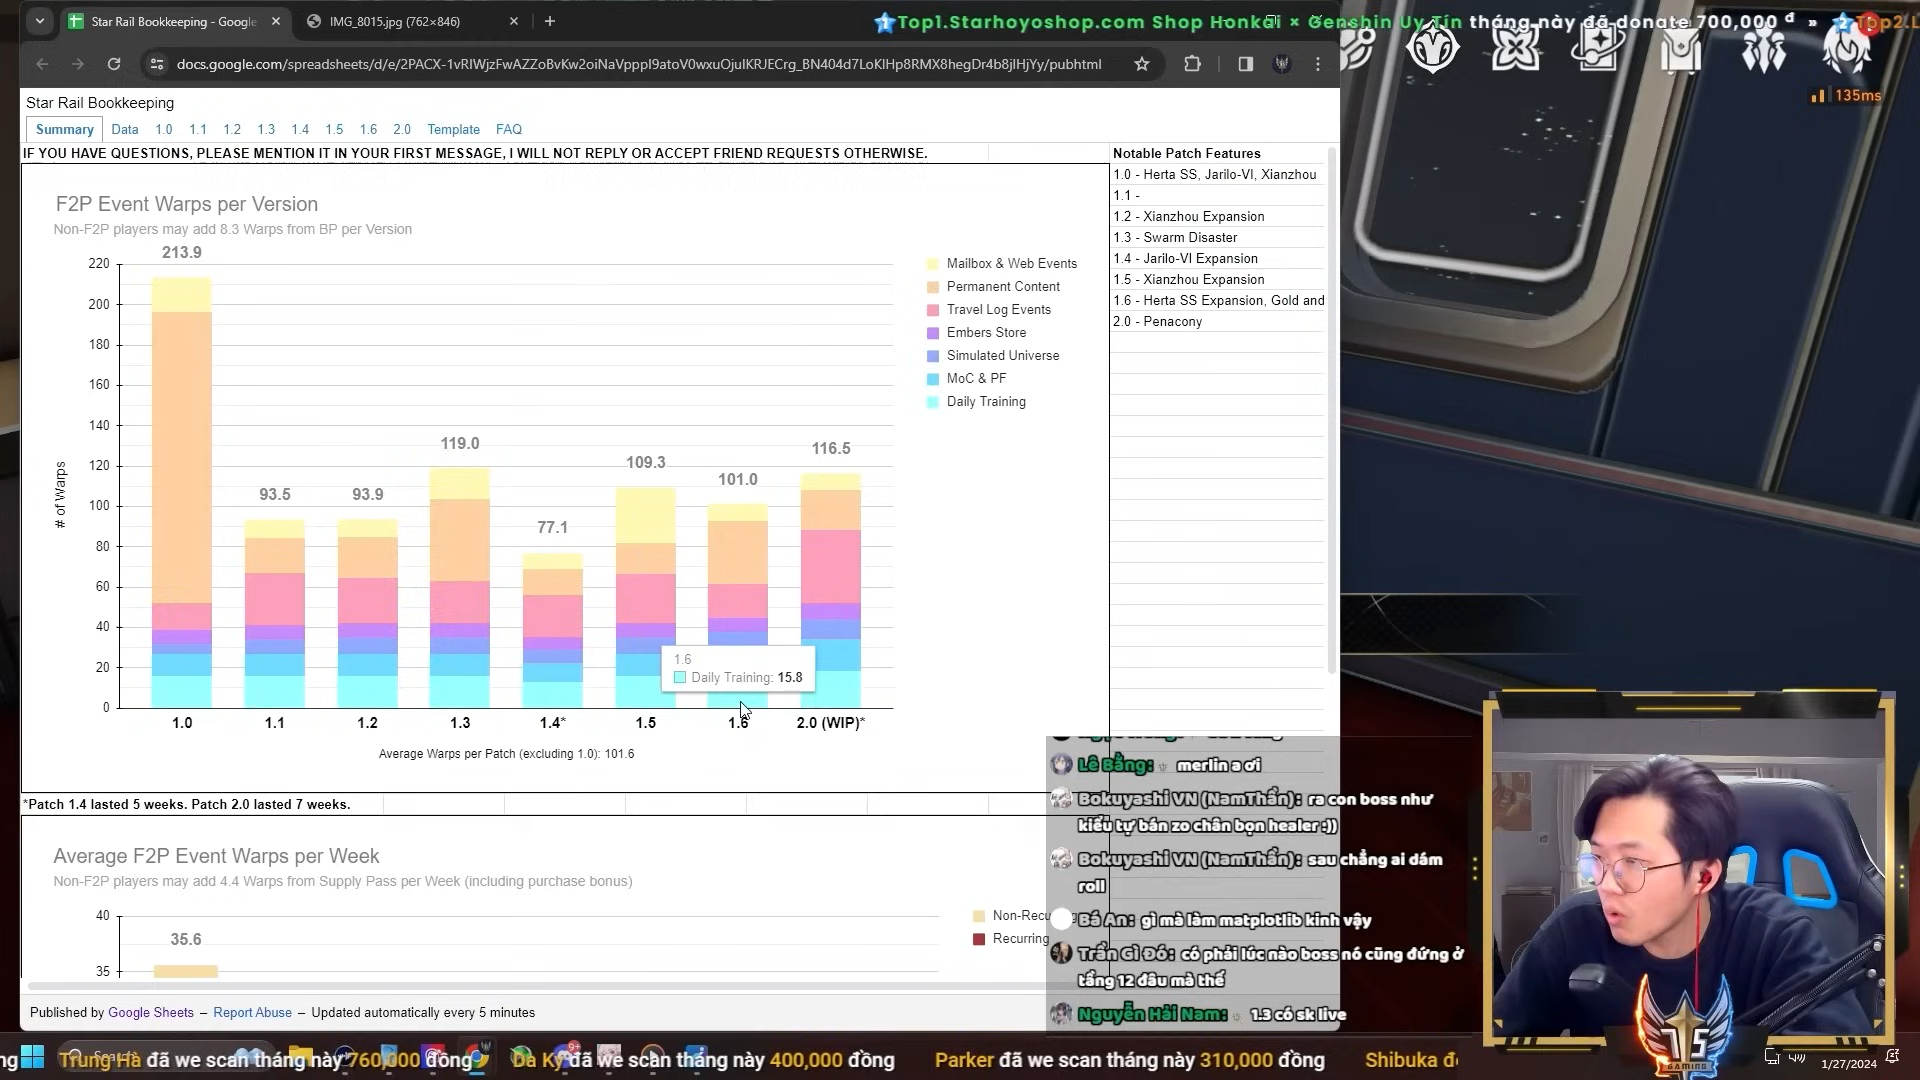 Star Rail Bookkeeping - Google
IMG_8015.jpg (762×846)
Top1.Starhoyoshop.com Shop Honkai × Genshin Uy Tín tháng này đã donate 700,000 đ » Top2.L
docs.google.com/spreadsheets/d/e/2PACX-1vRIWjzFwAZZoBvKw2oiNaVpppI9atoV0wxuOjulKRJECrg_BN404d7LoKlHp8RMX8hegDr4b8jIHjYy/pubhtml
135ms
Star Rail Bookkeeping
Summary Data 1.0 1.1 1.2 1.3 1.4 1.5 1.6 2.0 Template FAQ
IF YOU HAVE QUESTIONS, PLEASE MENTION IT IN YOUR FIRST MESSAGE, I WILL NOT REPLY OR ACCEPT FRIEND REQUESTS OTHERWISE.
Notable Patch Features
1.0 - Herta SS, Jarilo-VI, Xianzhou
1.1 -
1.2 - Xianzhou Expansion
1.3 - Swarm Disaster
1.4 - Jarilo-VI Expansion
1.5 - Xianzhou Expansion
1.6 - Herta SS Expansion, Gold and
2.0 - Penacony
F2P Event Warps per Version
Non-F2P players may add 8.3 Warps from BP per Version
213.9
93.5
93.9
119.0
77.1
109.3
101.0
116.5
220
200
180
160
140
120
100
80
60
40
20
0
# of Warps
Mailbox & Web Events
Permanent Content
Travel Log Events
Embers Store
Simulated Universe
MoC & PF
Daily Training
1.6
Daily Training: 15.8
1.0 1.1 1.2 1.3 1.4* 1.5 1.6 2.0 (WIP)*
Average Warps per Patch (excluding 1.0): 101.6
*Patch 1.4 lasted 5 weeks. Patch 2.0 lasted 7 weeks.
Average F2P Event Warps per Week
Non-F2P players may add 4.4 Warps from Supply Pass per Week (including purchase bonus)
40
35.6
35
Non-Recu
Recurring
Lê Bằng: merlin a ơi
Bokuyashi VN (NamThần): ra con boss như
kiểu tự bắn zo chân bọn healer :))
Bokuyashi VN (NamThần): sau chẳng ai dám
roll
Bá An: gì mà làm matplotlib kinh vậy
Trần Gì Đó: có phải lúc nào boss nó cũng đứng ở
tầng 12 đâu mà thế
Nguyễn Hải Nam: 1.3 có sk live
Published by Google Sheets – Report Abuse – Updated automatically every 5 minutes
TS
GAMING
ng Trung Hà đã we scan tháng này 760,000 đồng Da Ký đã we scan tháng này 400,000 đồng Parker đã we scan tháng này 310,000 đồng Shibuka
1/27/2024